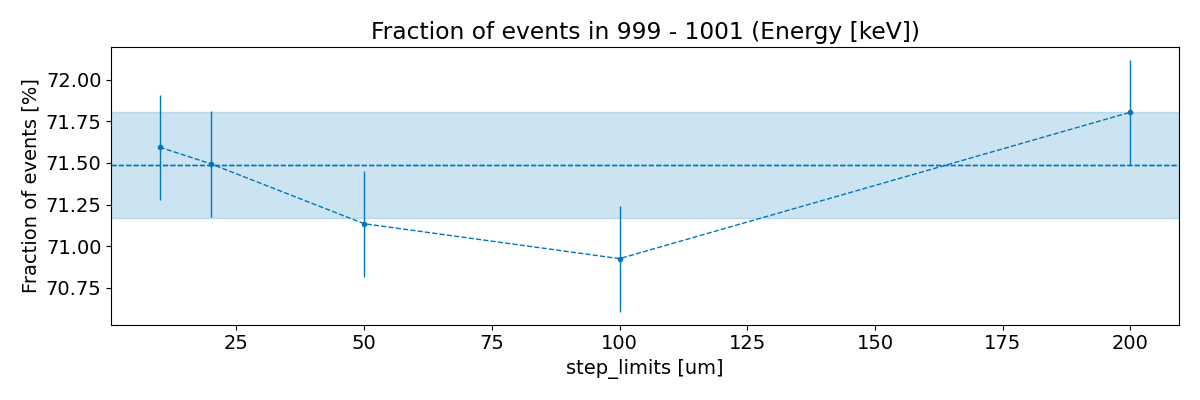 Fraction of events in 999 - 1001 (Energy [keV])
Fraction of events [%]
72.00
71.75
71.50
71.25
71.00
70.75
25 50 75 100 125 150 175 200
step_limits [um]